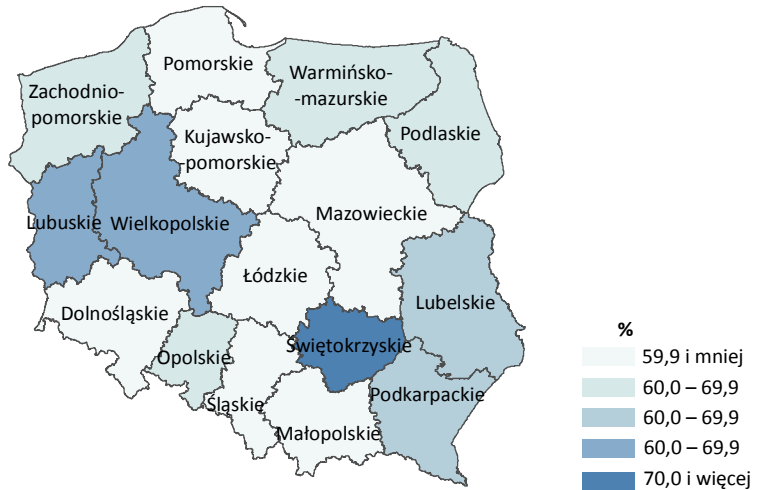 Pomorskie
Warmińsko-
-mazurskie
Zachodnio-
pomorskie
Podlaskie
Kujawsko-
-pomorskie
Mazowieckie
Lubuskie
Wielkopolskie
Łódzkie
Lubelskie
Dolnośląskie
Świętokrzyskie
Opolskie
Podkarpackie
Śląskie
Małopolskie
%
59,9 i mniej
60,0 – 69,9
60,0 – 69,9
60,0 – 69,9
70,0 i więcej